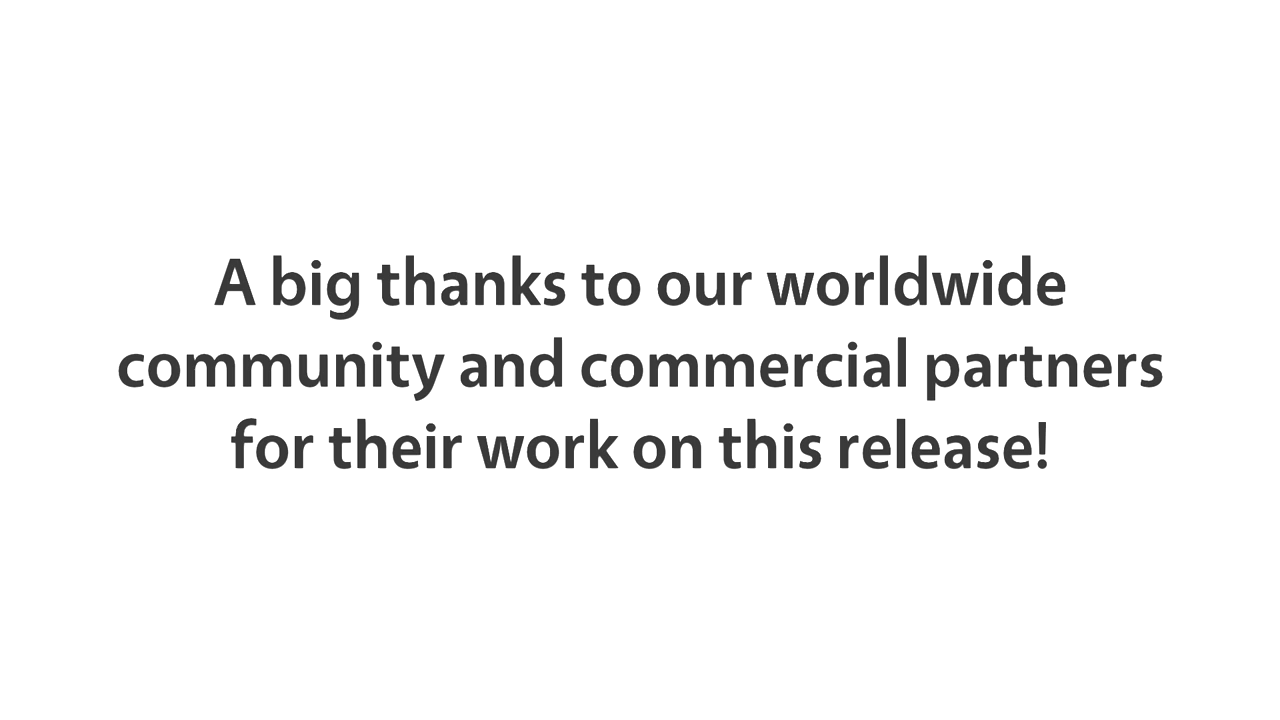 A big thanks to our worldwide
community and commercial partners
for their work on this release!